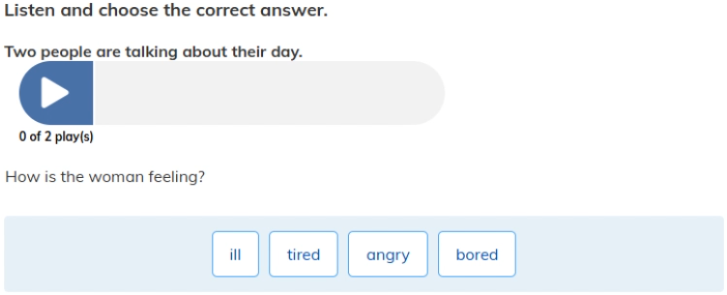 Listen and choose the correct answer.
Two people are talking about their day.
0 of 2 play(s)
How is the woman feeling?
ill tired angry bored